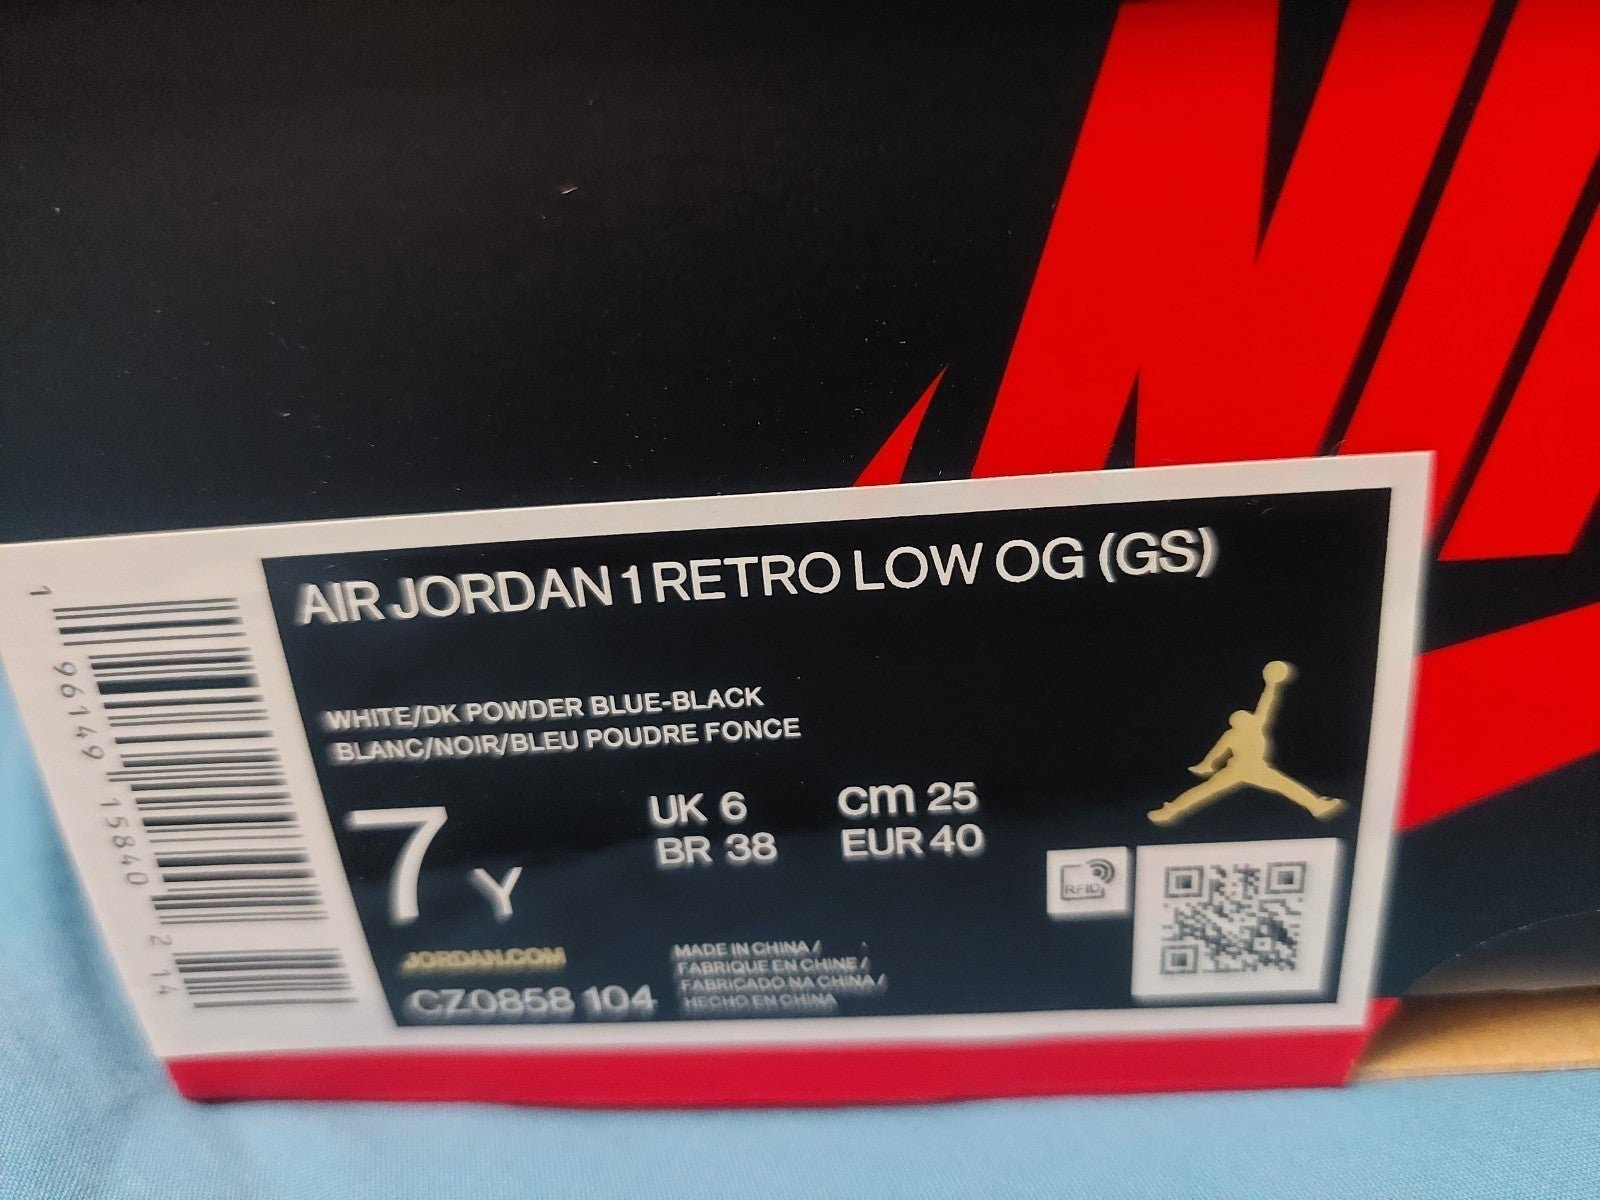 NI
AIR JORDAN 1 RETRO LOW OG (GS)
WHITE/DK POWDER BLUE-BLACK
BLANC/NOIR/BLEU POUDRE FONCE
7 Y
UK 6
BR 38
cm 25
EUR 40
RFID
JORDAN.COM
CZ0858 104
MADE IN CHINA /
FABRIQUE EN CHINE /
FABRICADO NA CHINA /
HECHO EN CHINA
1 96149 15840 2 14